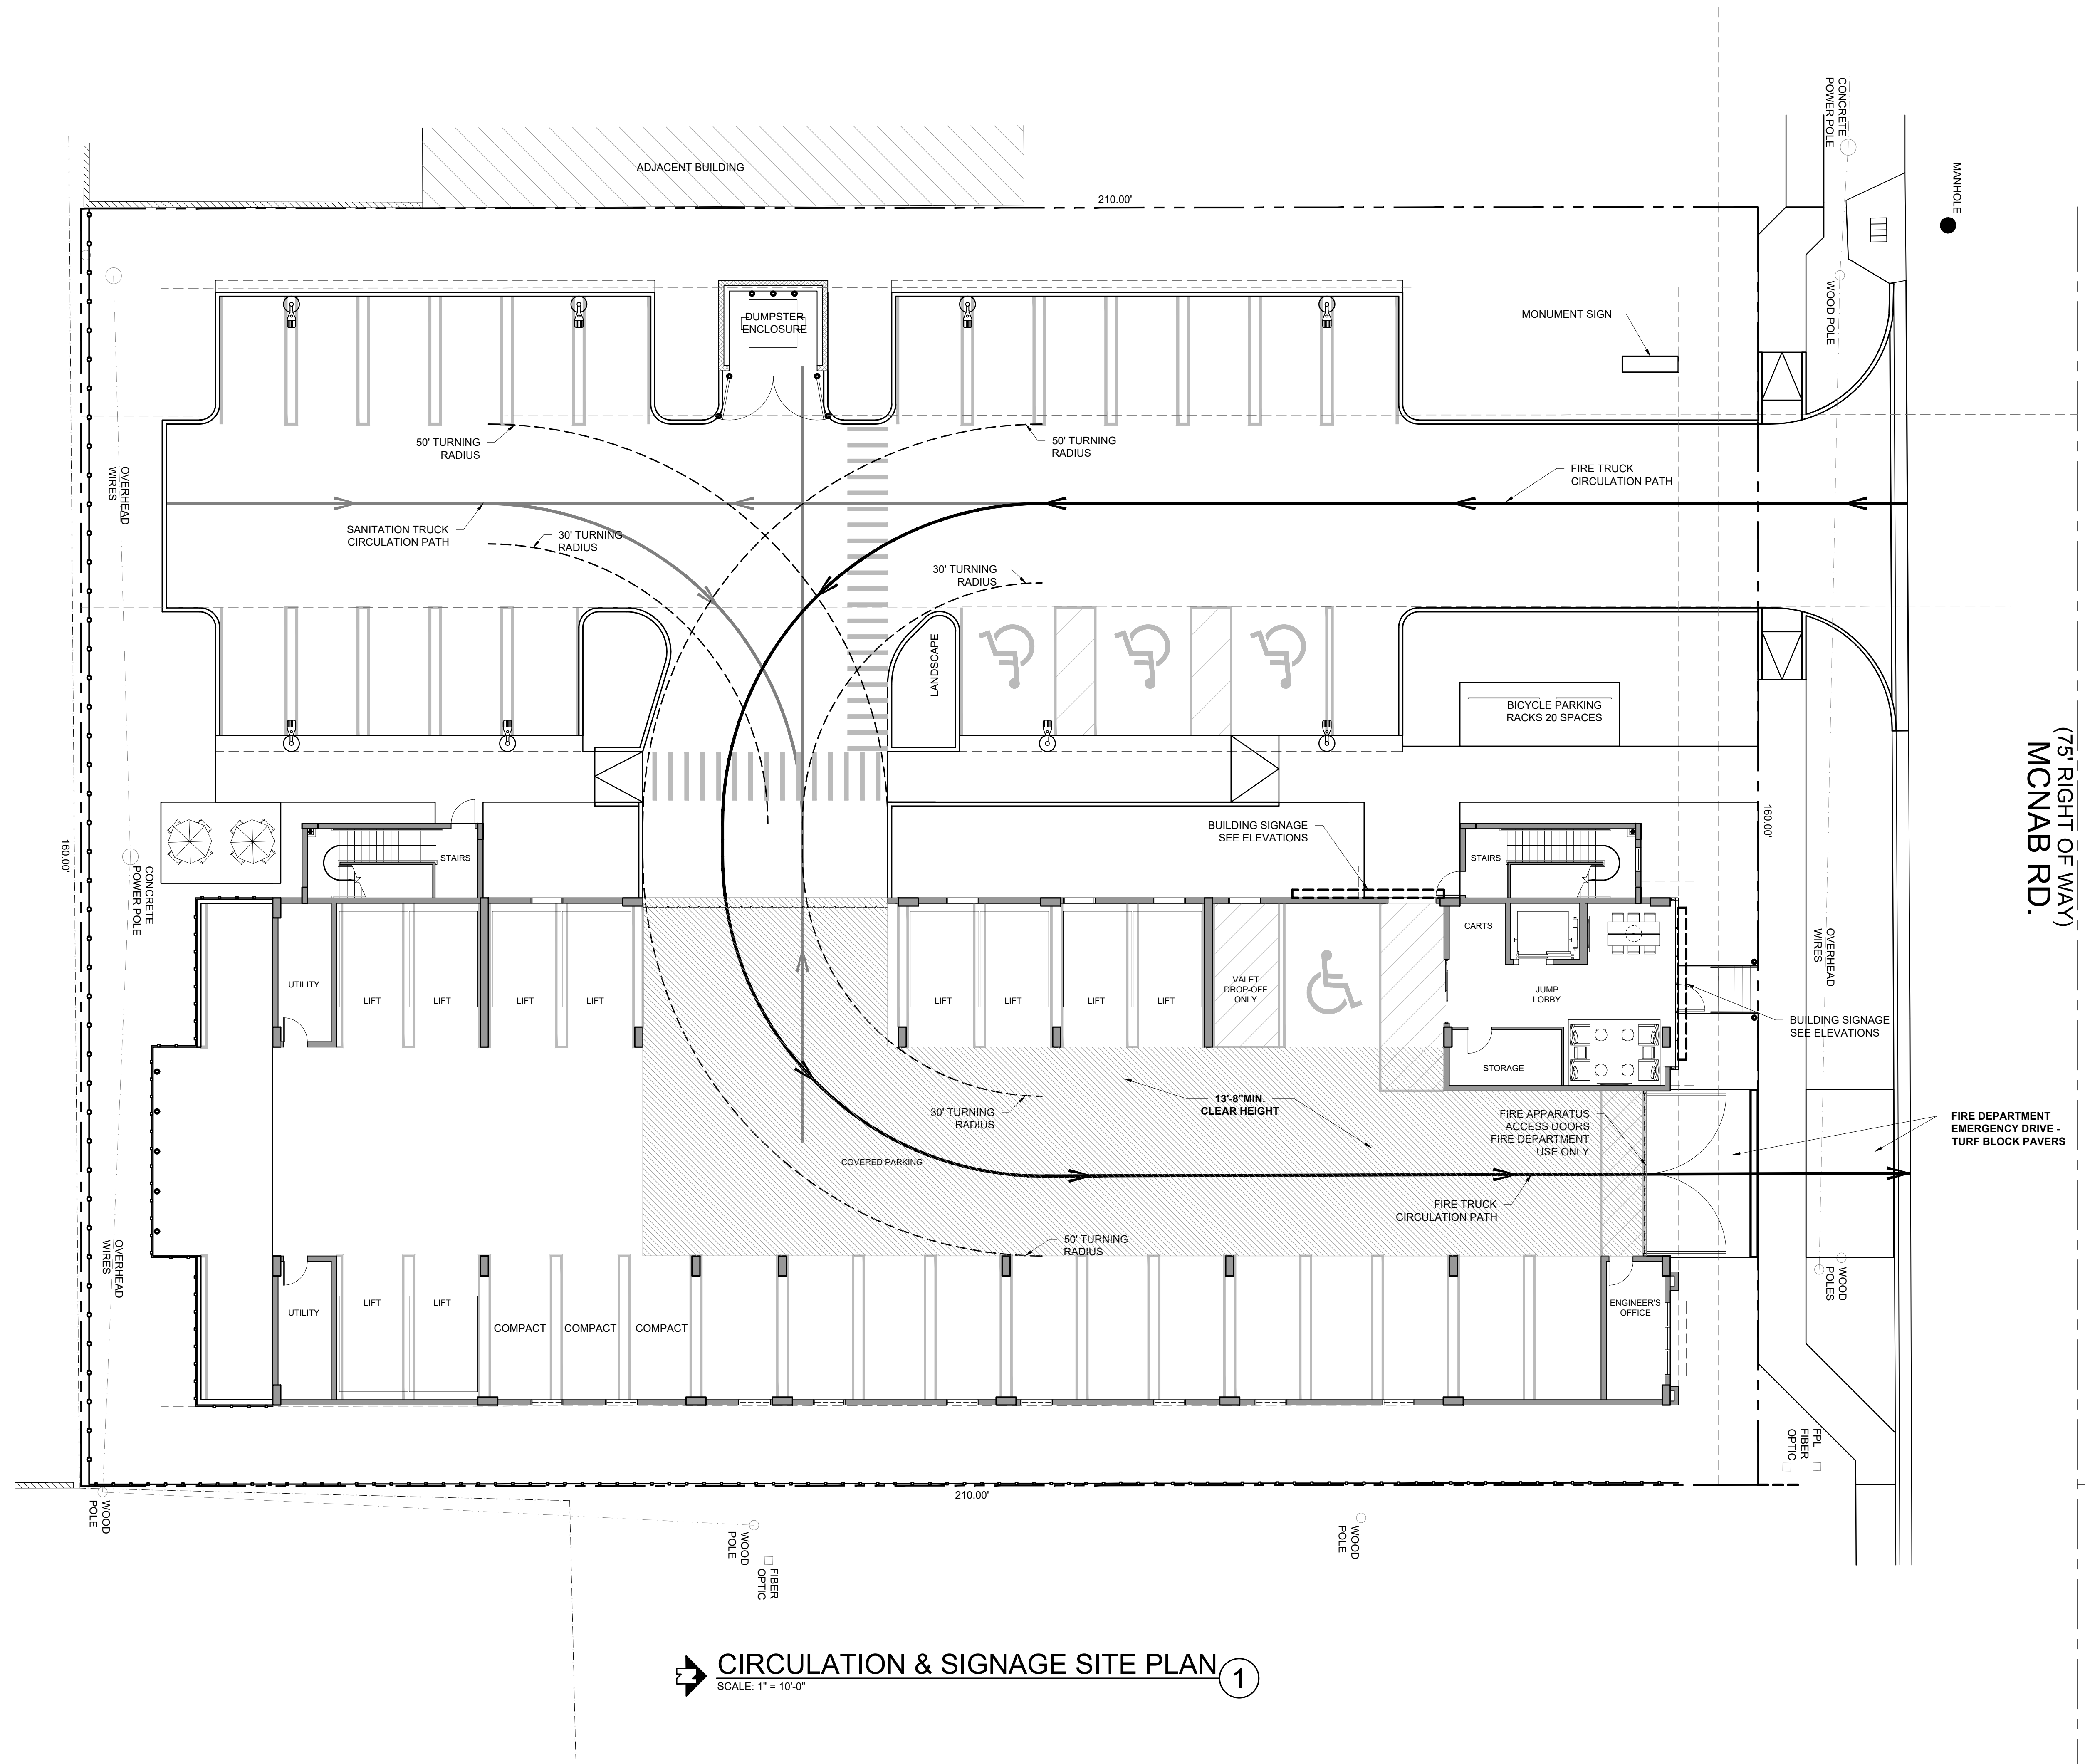 CONCRETE
POWER POLE
MANHOLE
ADJACENT BUILDING
210.00'
WOOD POLE
DUMPSTER
ENCLOSURE
MONUMENT SIGN
50' TURNING
RADIUS
50' TURNING
RADIUS
OVERHEAD
WIRES
FIRE TRUCK
CIRCULATION PATH
SANITATION TRUCK
CIRCULATION PATH
30' TURNING
RADIUS
30' TURNING
RADIUS
LANDSCAPE
BICYCLE PARKING
RACKS 20 SPACES
(75' RIGHT OF WAY)
MCNAB RD.
160.00'
160.00'
BUILDING SIGNAGE
SEE ELEVATIONS
STAIRS
STAIRS
CONCRETE
POWER POLE
CARTS
OVERHEAD
WIRES
UTILITY
LIFT
LIFT
LIFT
LIFT
LIFT
LIFT
LIFT
LIFT
VALET
DROP-OFF
ONLY
JUMP
LOBBY
BUILDING SIGNAGE
SEE ELEVATIONS
STORAGE
13'-8"MIN.
CLEAR HEIGHT
30' TURNING
RADIUS
FIRE APPARATUS
ACCESS DOORS
FIRE DEPARTMENT
USE ONLY
FIRE DEPARTMENT
EMERGENCY DRIVE -
TURF BLOCK PAVERS
COVERED PARKING
FIRE TRUCK
CIRCULATION PATH
50' TURNING
RADIUS
OVERHEAD
WIRES
WOOD
POLES
UTILITY
LIFT
LIFT
COMPACT
COMPACT
COMPACT
ENGINEER'S
OFFICE
FPL
FIBER
OPTIC
210.00'
WOOD
POLE
WOOD
POLE
WOOD
POLE
FIBER
OPTIC
Z
CIRCULATION & SIGNAGE SITE PLAN
1
SCALE: 1" = 10'-0"